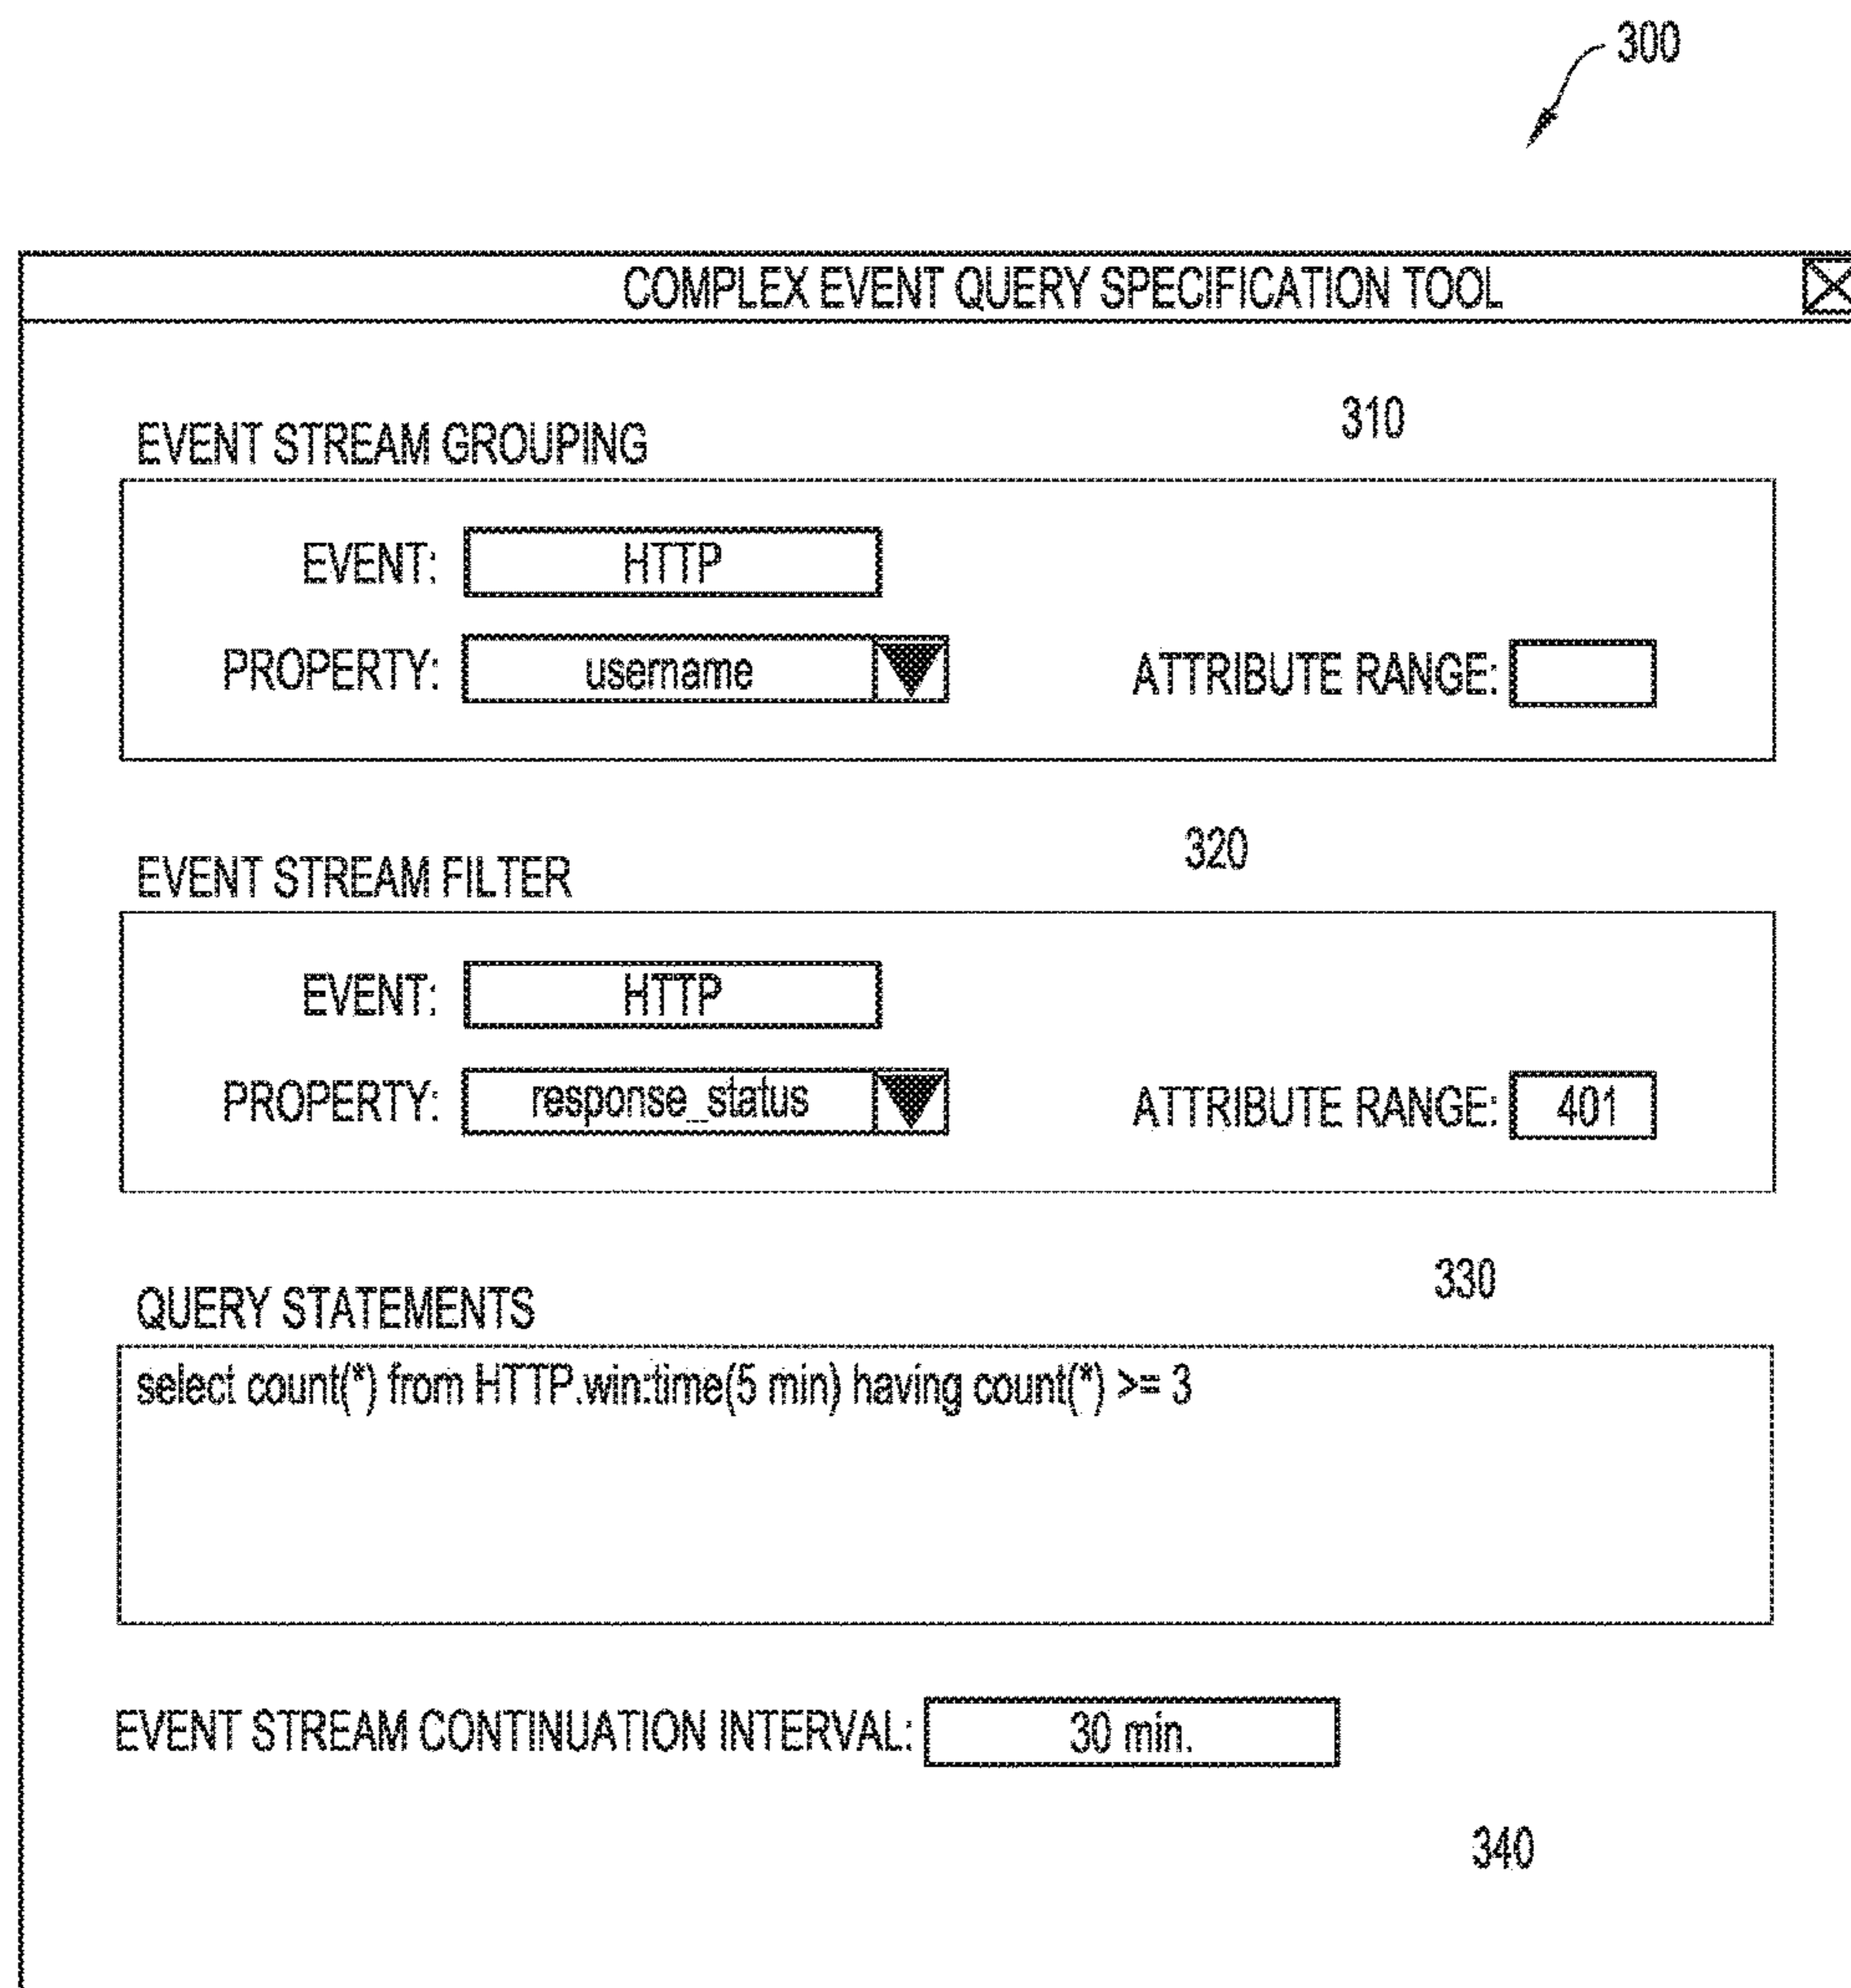 300
COMPLEX EVENT QUERY SPECIFICATION TOOL
310
EVENT STREAM GROUPING
EVENT: HTTP
PROPERTY: username ATTRIBUTE RANGE:
320
EVENT STREAM FILTER
EVENT: HTTP
PROPERTY: response_status ATTRIBUTE RANGE: 401
330
QUERY STATEMENTS
select count(*) from HTTP.win:time(5 min) having count(*) >= 3
EVENT STREAM CONTINUATION INTERVAL: 30 min.
340